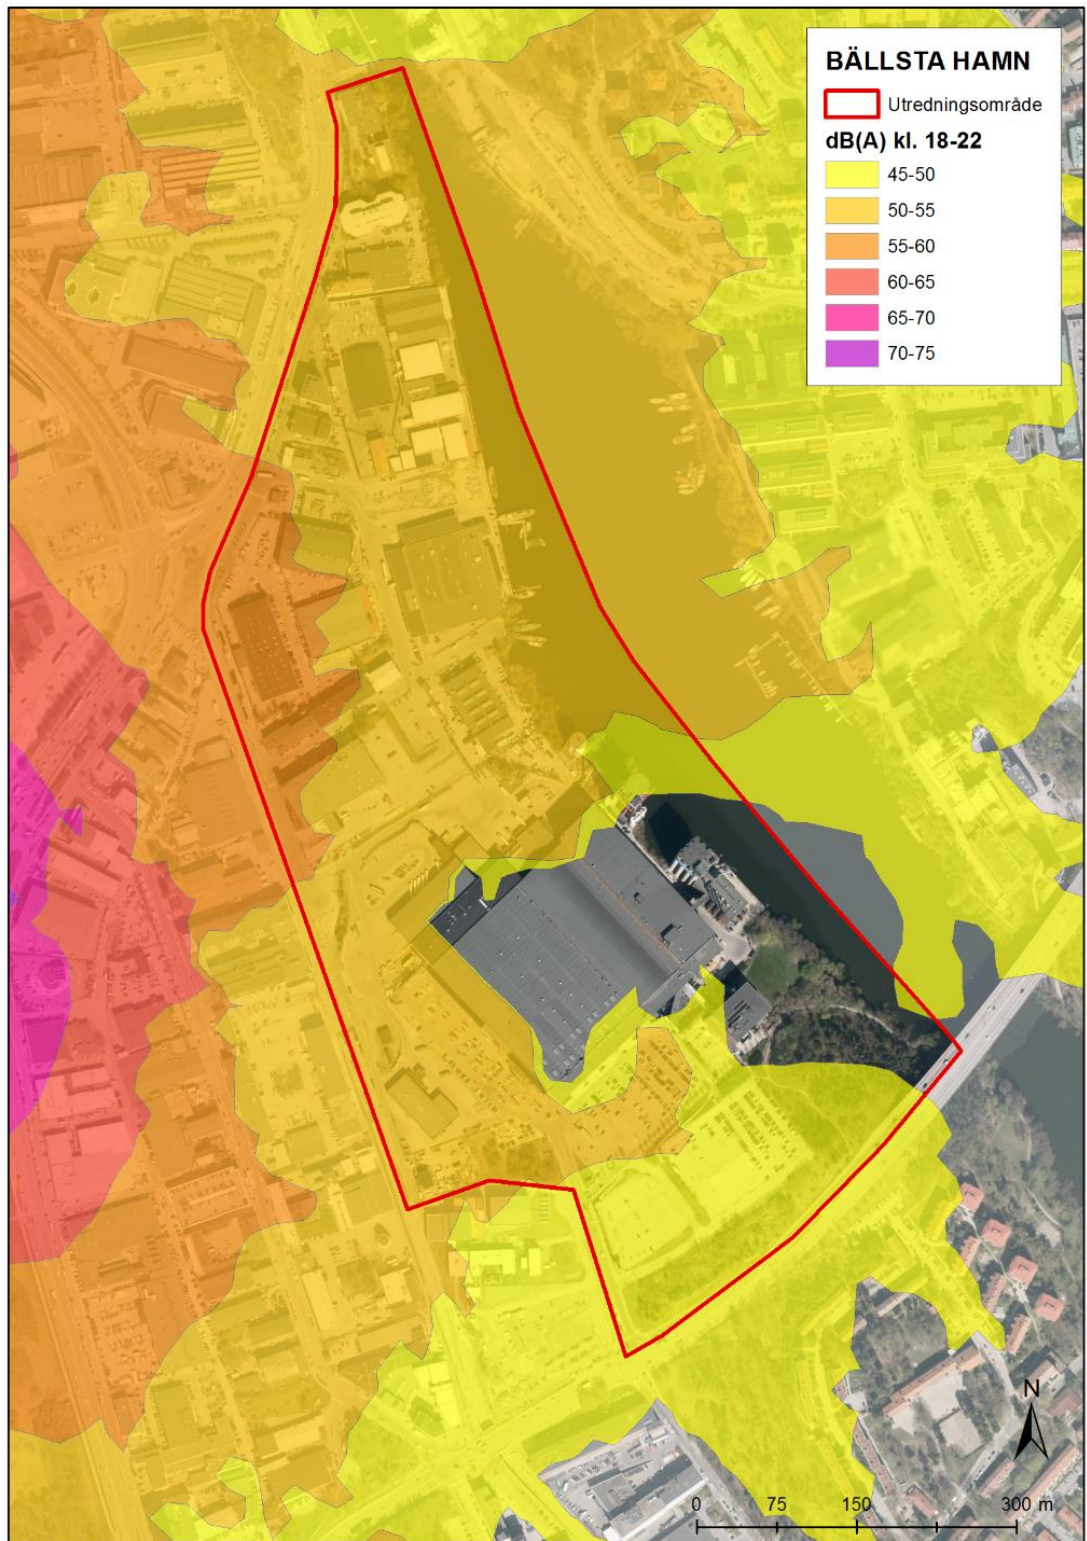 BÄLLSTA HAMN
Utredningsområde
dB(A) kl. 18-22
45-50
50-55
55-60
60-65
65-70
70-75
N
0 75 150 300 m